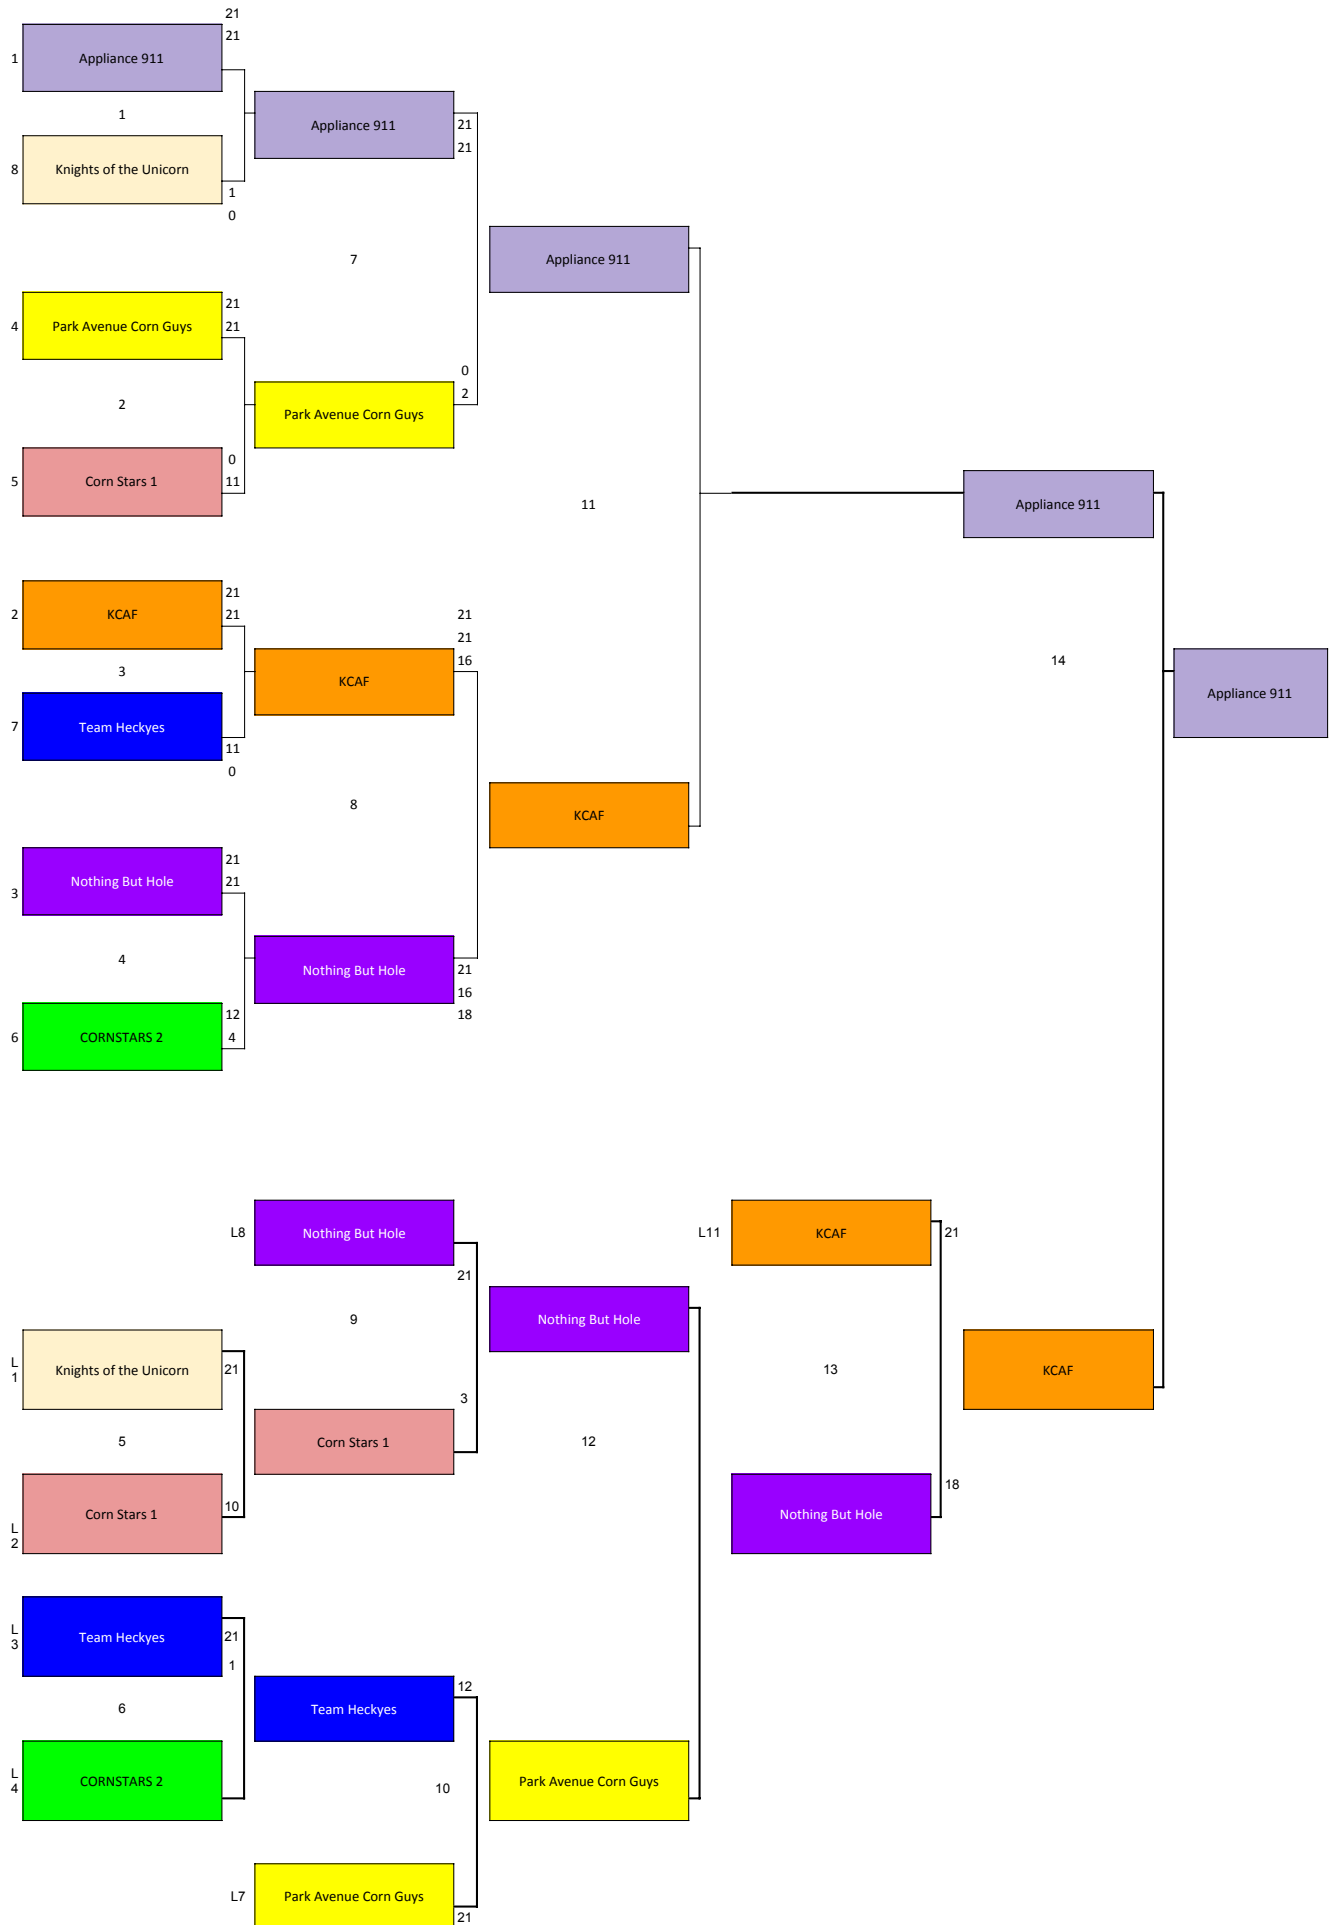 21
21
1
Appliance 911
1
Appliance 911
21
21
8
Knights of the Unicorn
1
0
7
Appliance 911
21
4
Park Avenue Corn Guys
21
0
2
2
Park Avenue Corn Guys
0
5
Corn Stars 1
11
11
Appliance 911
21
2
KCAF
21
21
21
16
3
KCAF
14
Appliance 911
7
Team Heckyes
11
0
8
KCAF
21
3
Nothing But Hole
21
4
Nothing But Hole
21
16
18
12
6
CORNSTARS 2
4
L8
Nothing But Hole
L11
KCAF
21
21
9
Nothing But Hole
L
1
Knights of the Unicorn
21
13
KCAF
3
5
Corn Stars 1
12
L
2
Corn Stars 1
10
18
Nothing But Hole
L
3
Team Heckyes
21
1
12
6
Team Heckyes
L
4
CORNSTARS 2
10
Park Avenue Corn Guys
L7
Park Avenue Corn Guys
21